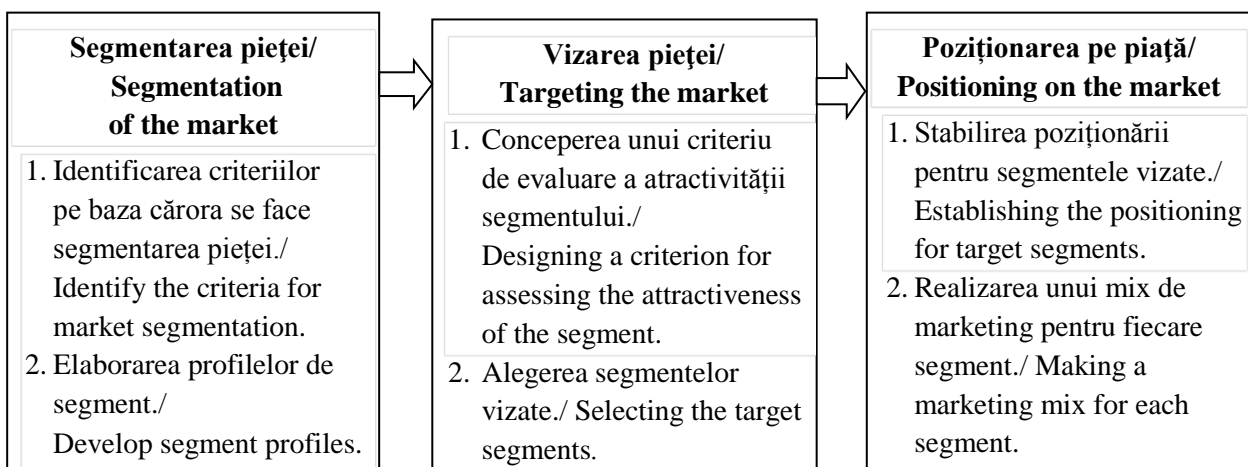 Segmentarea pieţei/
Segmentation
of the market
1. Identificarea criteriilor
pe baza cărora se face
segmentarea pieței./
Identify the criteria for
market segmentation.
2. Elaborarea profilelor de
segment./
Develop segment profiles.
Vizarea pieţei/
Targeting the market
1. Conceperea unui criteriu
de evaluare a atractivității
segmentului./
Designing a criterion for
assessing the attractiveness
of the segment.
2. Alegerea segmentelor
vizate./ Selecting the target
segments.
Poziționarea pe piaţă/
Positioning on the market
1. Stabilirea poziționării
pentru segmentele vizate./
Establishing the positioning
for target segments.
2. Realizarea unui mix de
marketing pentru fiecare
segment./ Making a
marketing mix for each
segment.